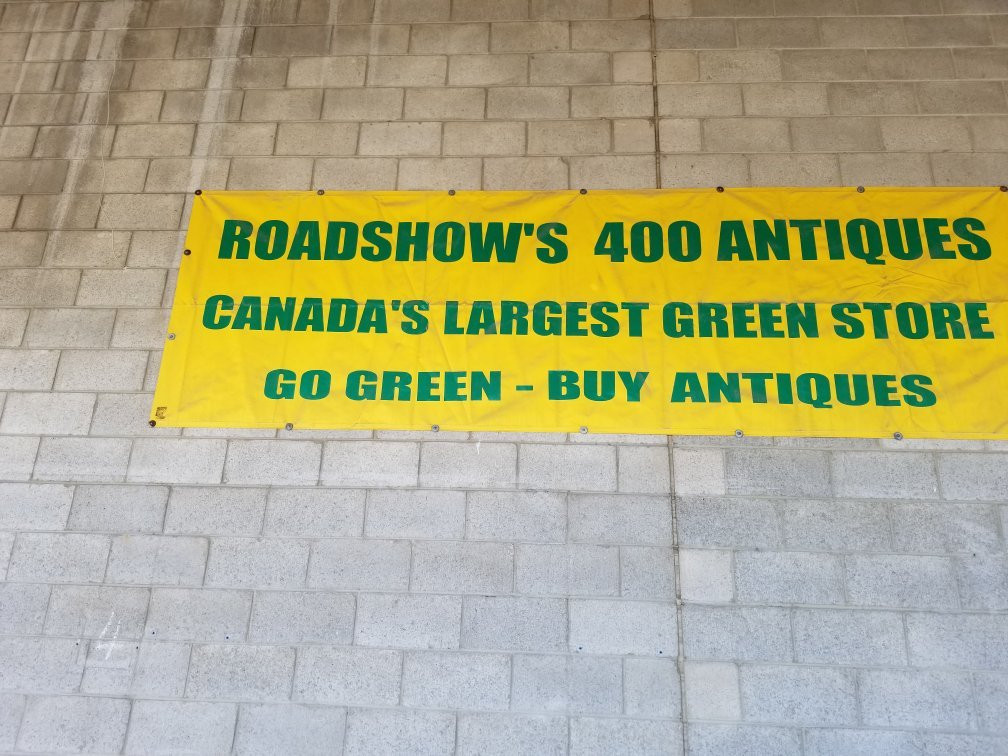 ROADSHOW'S 400 ANTIQUES
CANADA'S LARGEST GREEN STORE
GO GREEN - BUY ANTIQUES